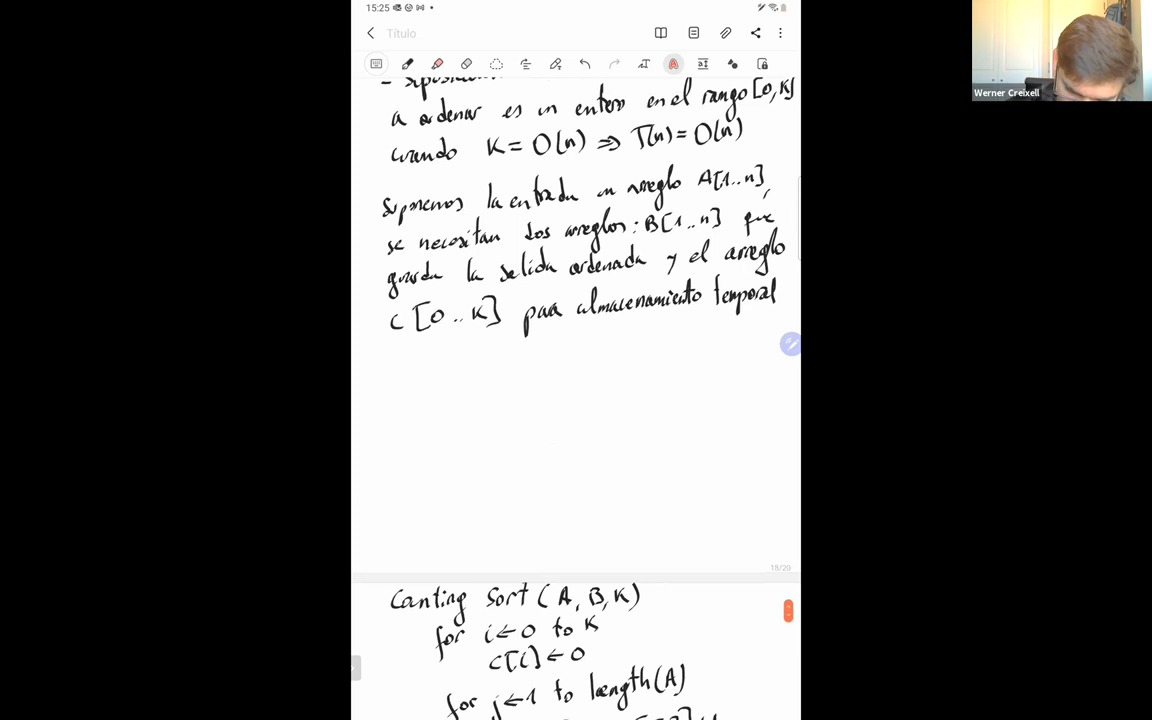 15:25
Título
Werner Creixell
a ordenar es un entero en el rango [0, K]
cuando K = O(n) ⇒ T(n) = O(n)
Suponemos la entrada un arreglo A[1..n],
se necesitan dos arreglos: B[1..n] que
guarda la salida ordenada y el arreglo
C [0..K] para almacenamiento temporal
18/20
Counting Sort (A, B, K)
for i ← 0 to K
C[i] ← 0
for j ← 1 to length(A)